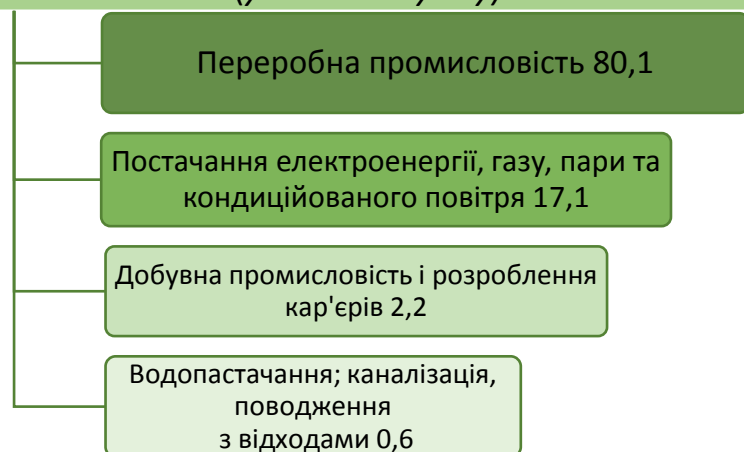 Переробна промисловість 80,1
Постачання електроенергії, газу, пари та
кондиційованого повітря 17,1
Добувна промисловість і розроблення
кар'єрів 2,2
Водопастачання; каналізація,
поводження
з відходами 0,6